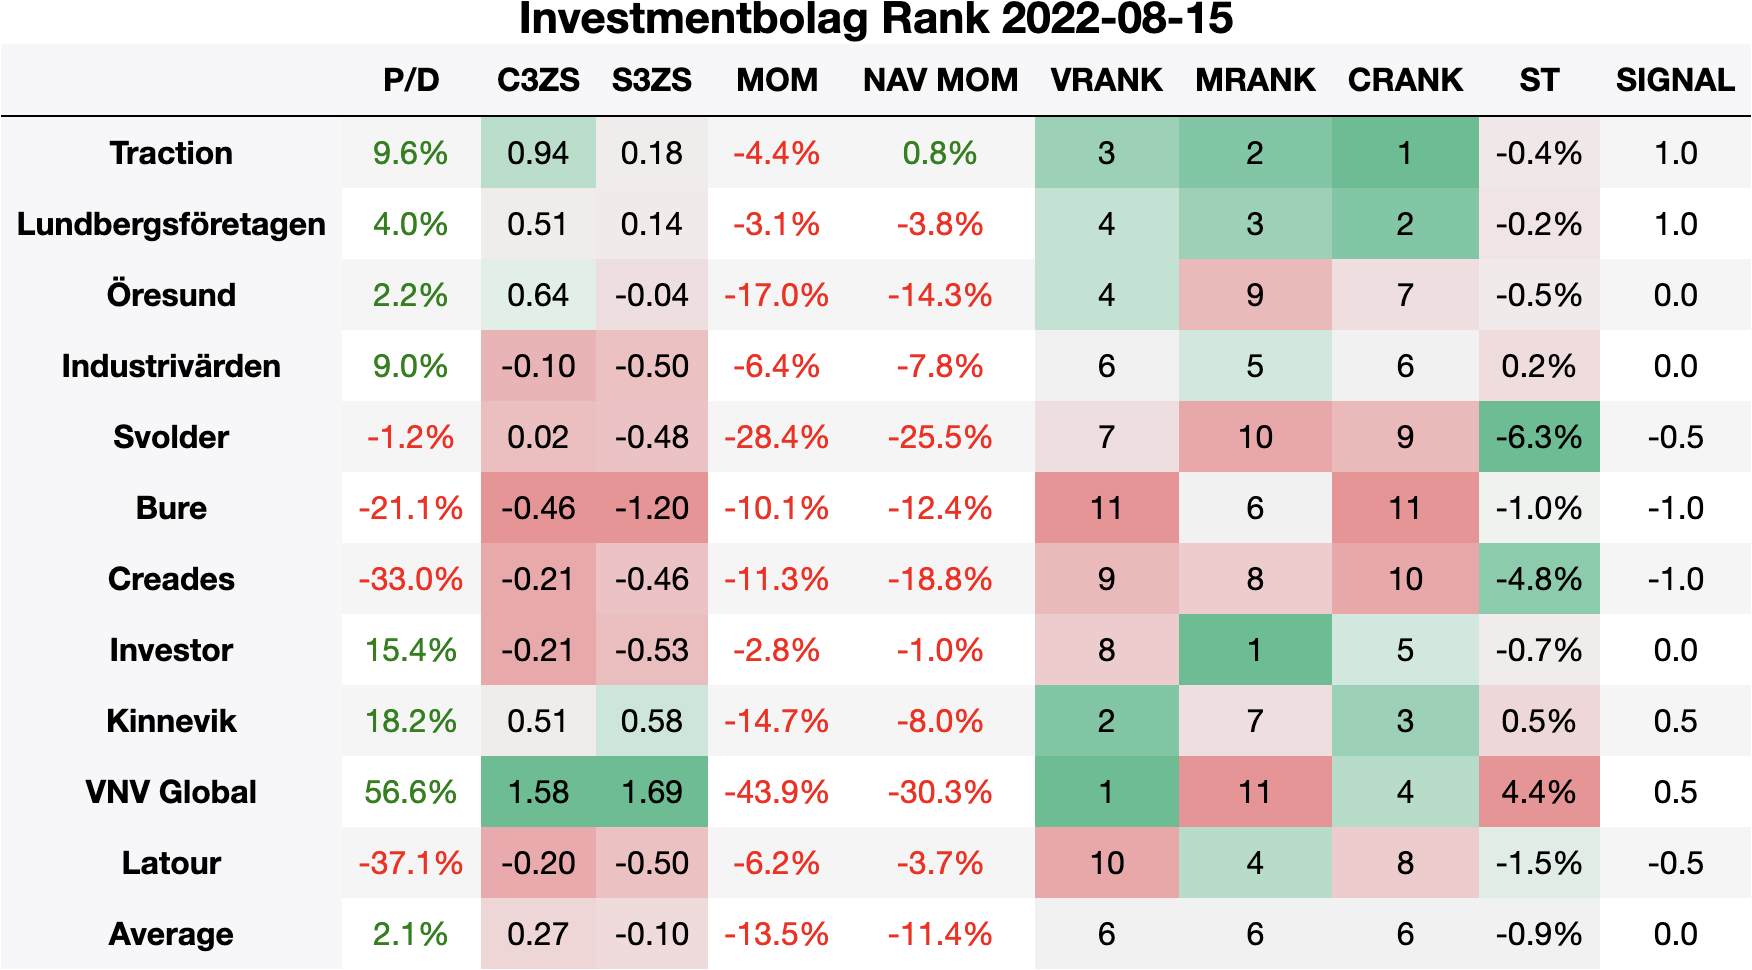 Investmentbolag Rank 2022-08-15
P/D C3ZS S3ZS MOM NAV MOM VRANK MRANK CRANK ST SIGNAL
Traction 9.6% 0.94 0.18 -4.4% 0.8% 3 2 1 -0.4% 1.0
Lundbergsföretagen 4.0% 0.51 0.14 -3.1% -3.8% 4 3 2 -0.2% 1.0
Öresund 2.2% 0.64 -0.04 -17.0% -14.3% 4 9 7 -0.5% 0.0
Industrivärden 9.0% -0.10 -0.50 -6.4% -7.8% 6 5 6 0.2% 0.0
Svolder -1.2% 0.02 -0.48 -28.4% -25.5% 7 10 9 -6.3% -0.5
Bure -21.1% -0.46 -1.20 -10.1% -12.4% 11 6 11 -1.0% -1.0
Creades -33.0% -0.21 -0.46 -11.3% -18.8% 9 8 10 -4.8% -1.0
Investor 15.4% -0.21 -0.53 -2.8% -1.0% 8 1 5 -0.7% 0.0
Kinnevik 18.2% 0.51 0.58 -14.7% -8.0% 2 7 3 0.5% 0.5
VNV Global 56.6% 1.58 1.69 -43.9% -30.3% 1 11 4 4.4% 0.5
Latour -37.1% -0.20 -0.50 -6.2% -3.7% 10 4 8 -1.5% -0.5
Average 2.1% 0.27 -0.10 -13.5% -11.4% 6 6 6 -0.9% 0.0